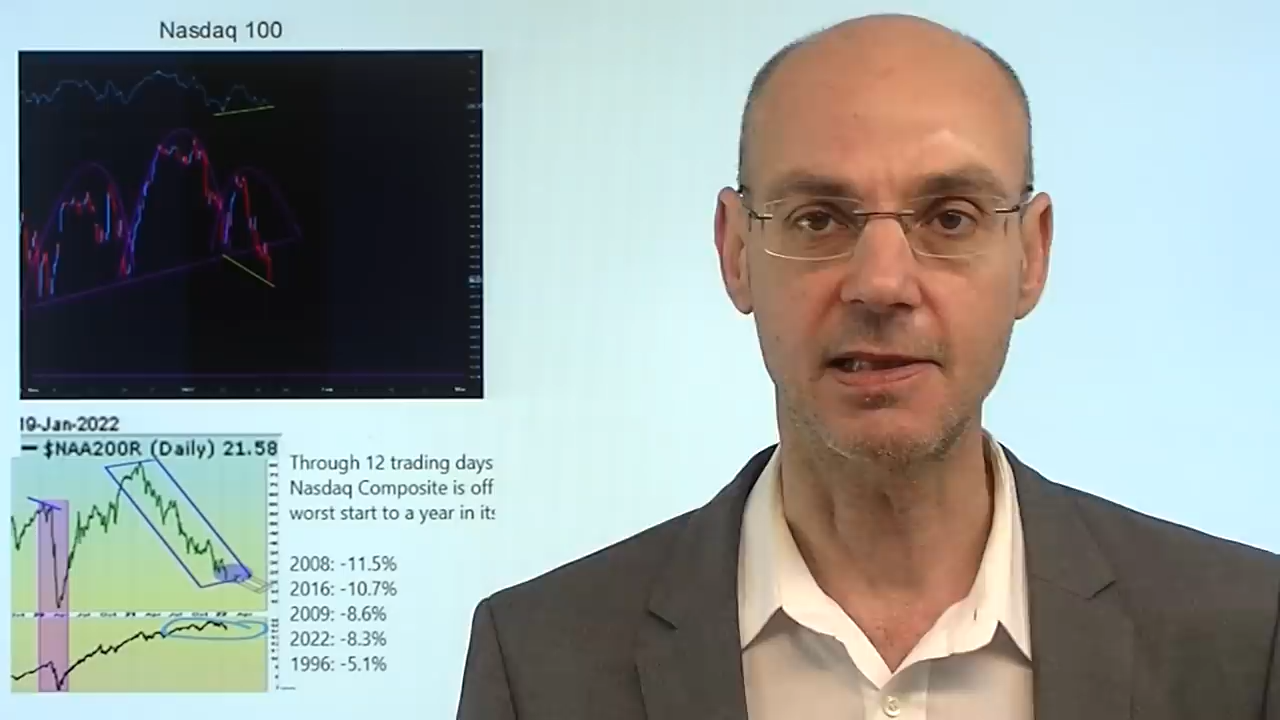 Nasdaq 100
19-Jan-2022
$NAA200R (Daily) 21.58
Through 12 trading days
Nasdaq Composite is off
worst start to a year in its
2008: -11.5%
2016: -10.7%
2009: -8.6%
2022: -8.3%
1996: -5.1%